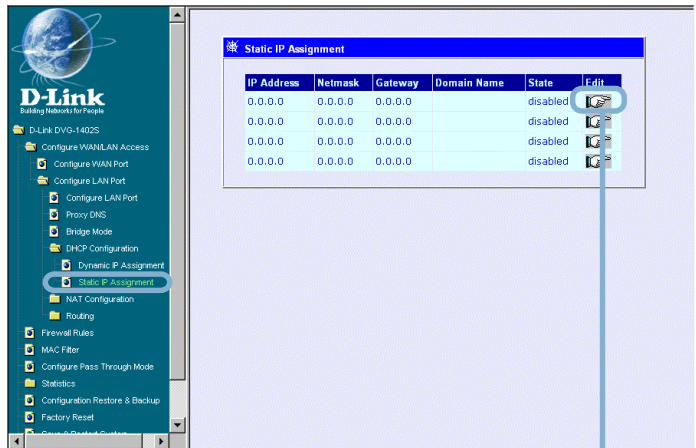 D-Link
Building Networks for People
D-Link DVG-1402S
Configure WAN/LAN Access
Configure WAN Port
Configure LAN Port
Configure LAN Port
Proxy DNS
Bridge Mode
DHCP Configuration
Dynamic IP Assignment
Static IP Assignment
NAT Configuration
Routing
Firewall Rules
MAC Filter
Configure Pass Through Mode
Statistics
Configuration Restore & Backup
Factory Reset
Save & Restart System
Static IP Assignment
IP Address Netmask Gateway Domain Name State Edit
0.0.0.0 0.0.0.0 0.0.0.0 disabled
0.0.0.0 0.0.0.0 0.0.0.0 disabled
0.0.0.0 0.0.0.0 0.0.0.0 disabled
0.0.0.0 0.0.0.0 0.0.0.0 disabled